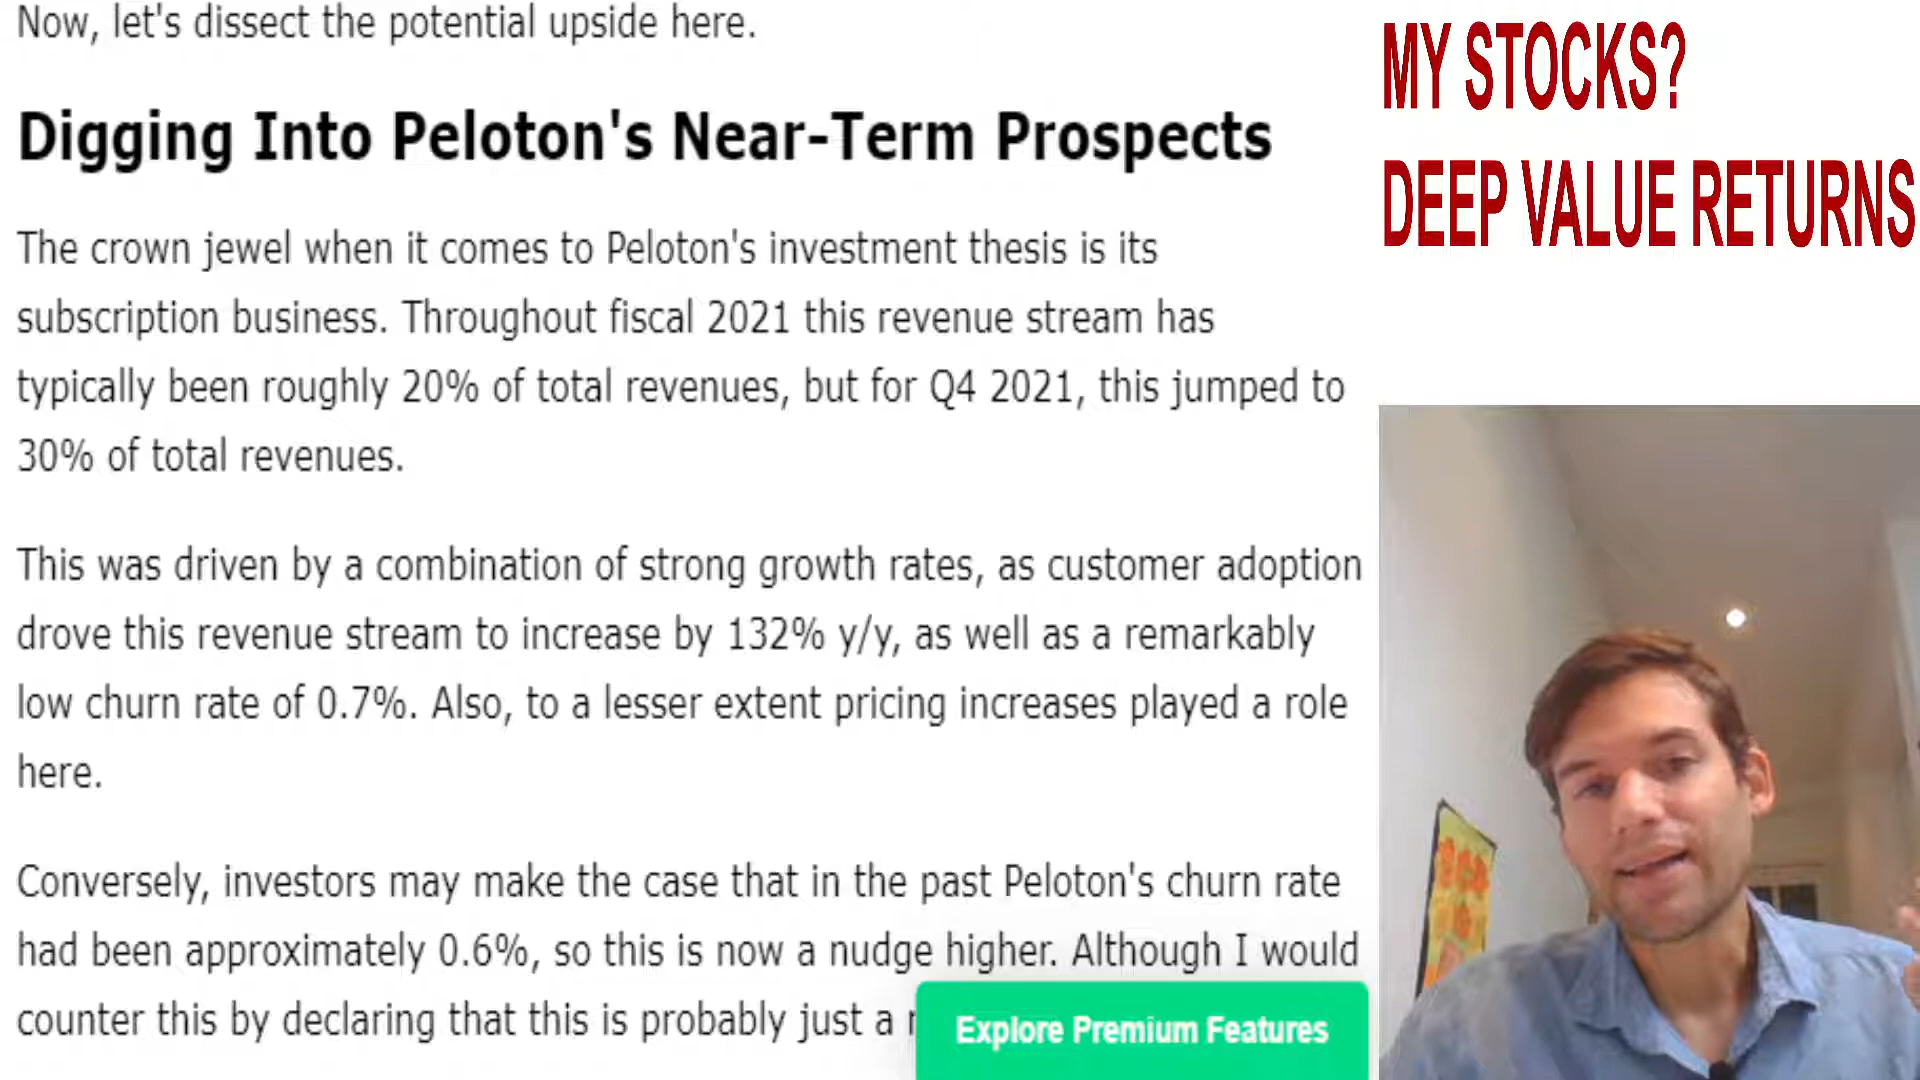 Now, let's dissect the potential upside here.
Digging Into Peloton's Near-Term Prospects
The crown jewel when it comes to Peloton's investment thesis is its
subscription business. Throughout fiscal 2021 this revenue stream has
typically been roughly 20% of total revenues, but for Q4 2021, this jumped to
30% of total revenues.
This was driven by a combination of strong growth rates, as customer adoption
drove this revenue stream to increase by 132% y/y, as well as a remarkably
low churn rate of 0.7%. Also, to a lesser extent pricing increases played a role
here.
Conversely, investors may make the case that in the past Peloton's churn rate
had been approximately 0.6%, so this is now a nudge higher. Although I would
counter this by declaring that this is probably just a
Explore Premium Features
MY STOCKS?
DEEP VALUE RETURNS